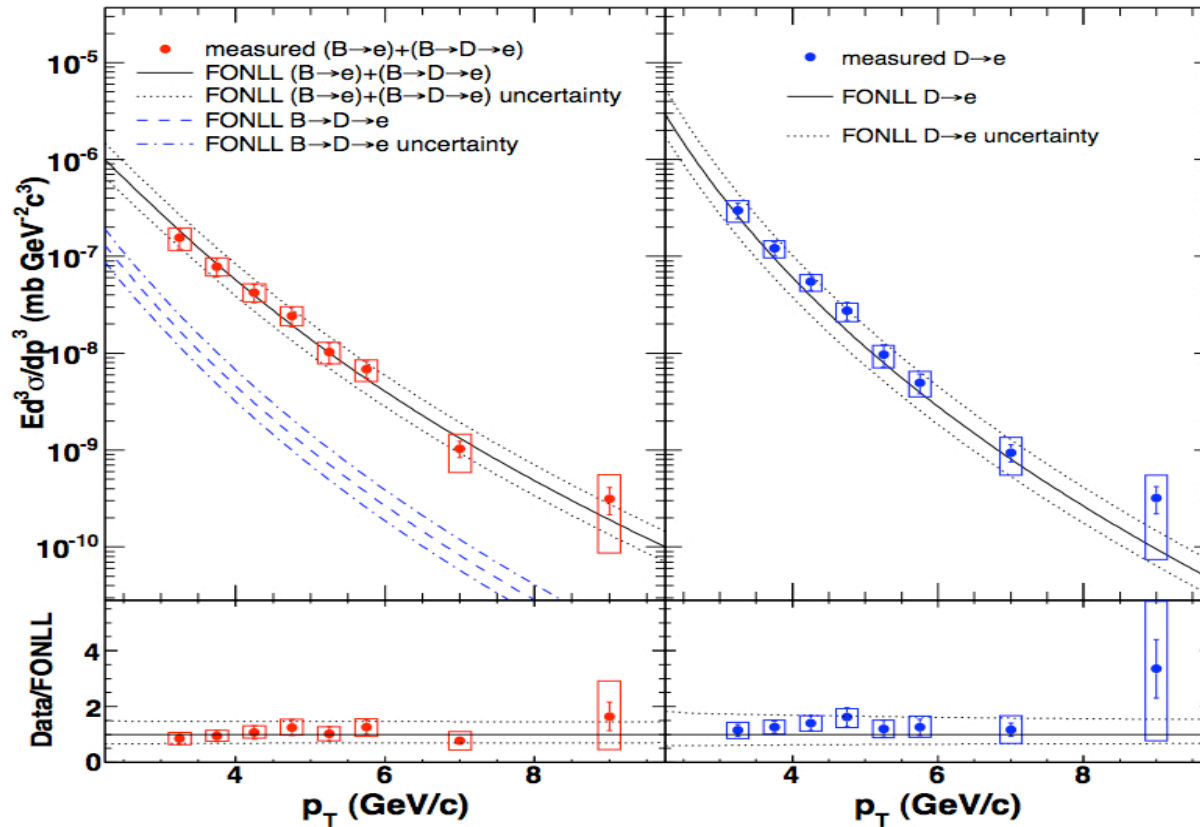 measured (B→e)+(B→D→e)
FONLL (B→e)+(B→D→e)
FONLL (B→e)+(B→D→e) uncertainty
FONLL B→D→e
FONLL B→D→e uncertainty
measured D→e
FONLL D→e
FONLL D→e uncertainty
Ed³σ/dp³ (mb GeV⁻²c³)
10⁻⁵
10⁻⁶
10⁻⁷
10⁻⁸
10⁻⁹
10⁻¹⁰
Data/FONLL
4
2
0
4 6 8
4 6 8
p_T (GeV/c)
p_T (GeV/c)